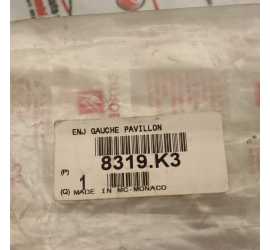 ENJ GAUCHE PAVILLON
(P) 8319.K3
1
(Q) MADE IN MC-MONACO